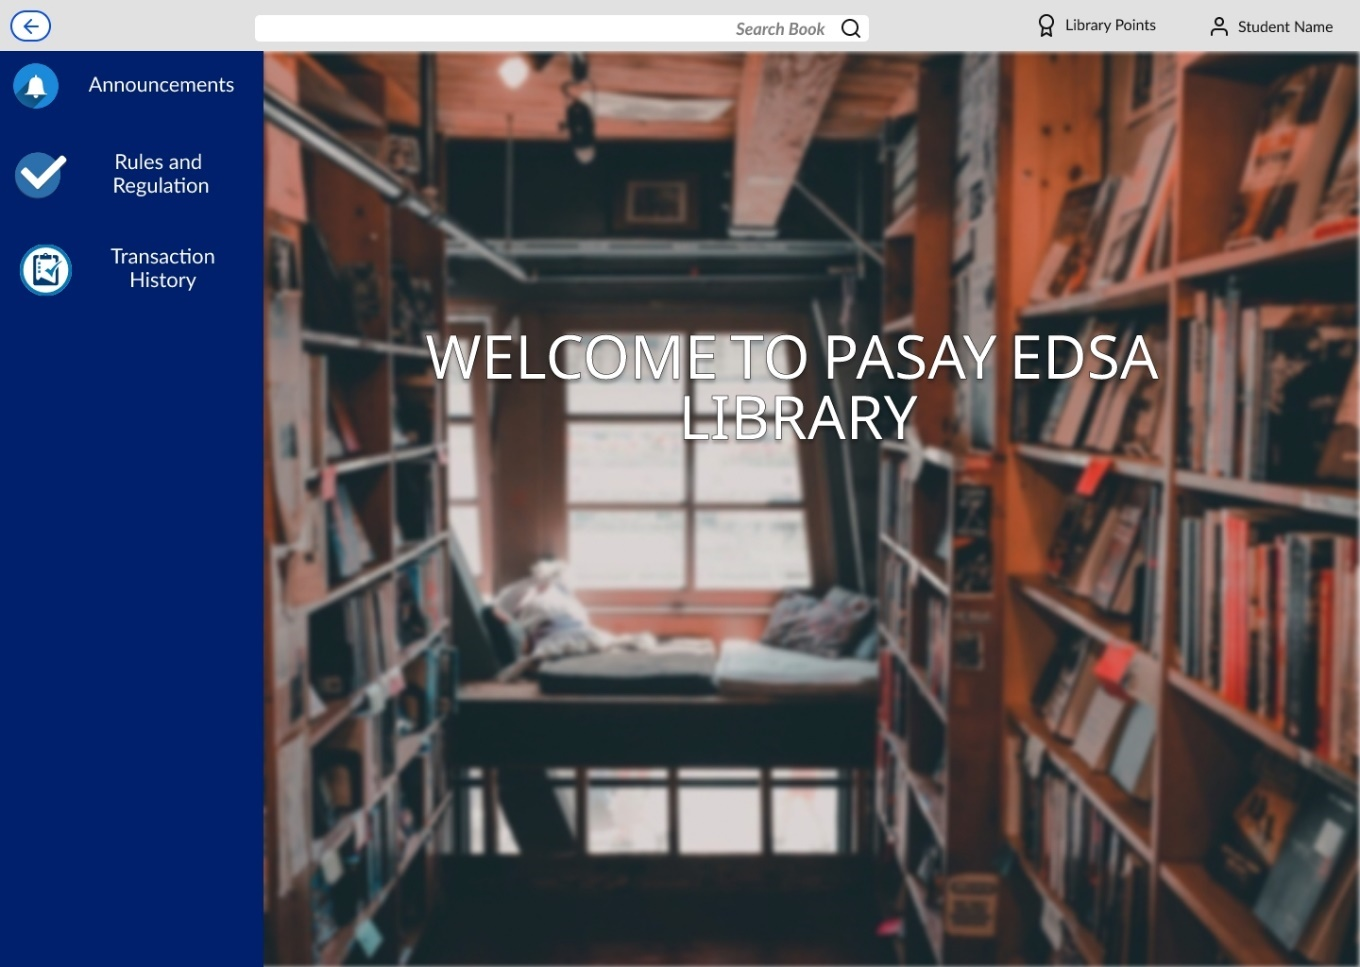 Search Book
Library Points
Student Name
Announcements
Rules and
Regulation
Transaction
History
WELCOME TO PASAY EDSA
LIBRARY